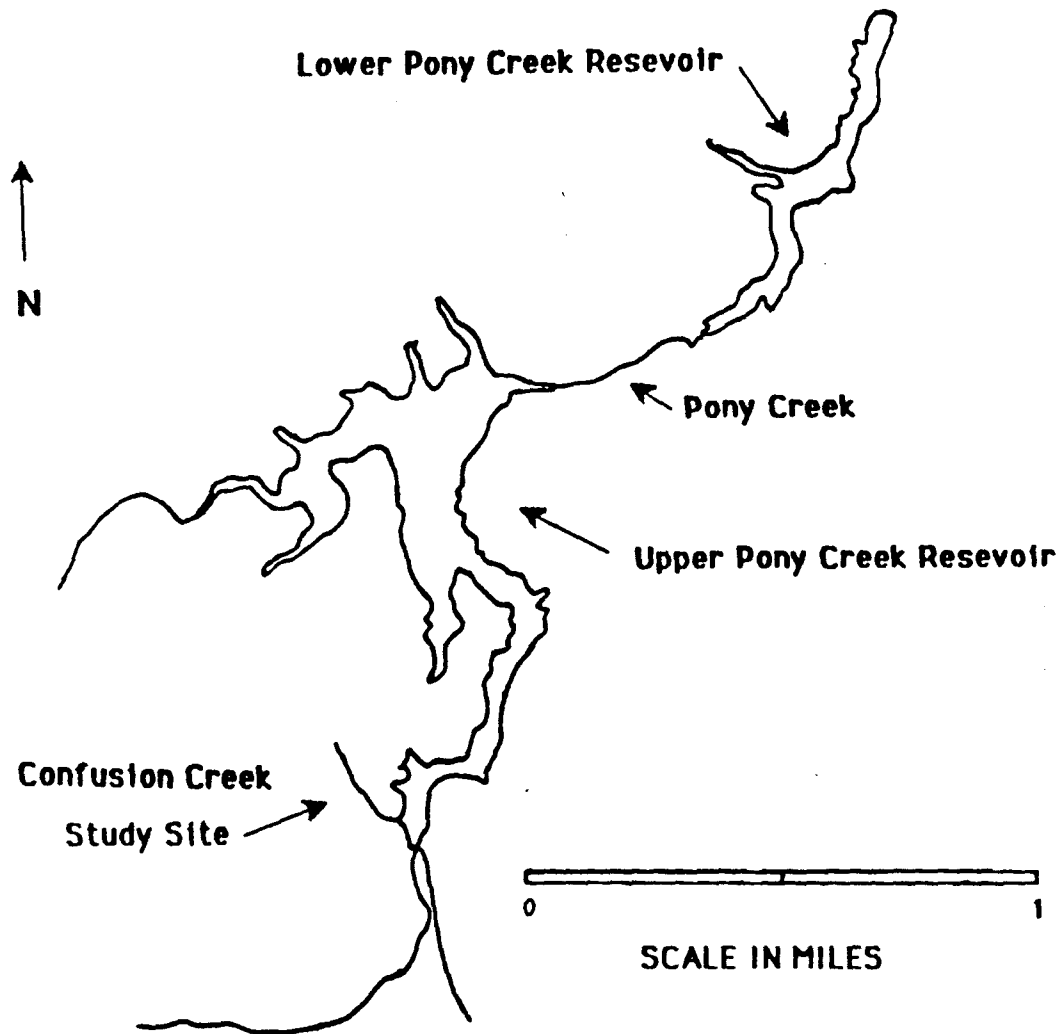 Lower Pony Creek Resevoir
N
Pony Creek
Upper Pony Creek Resevoir
Confusion Creek
Study Site
0
1
SCALE IN MILES